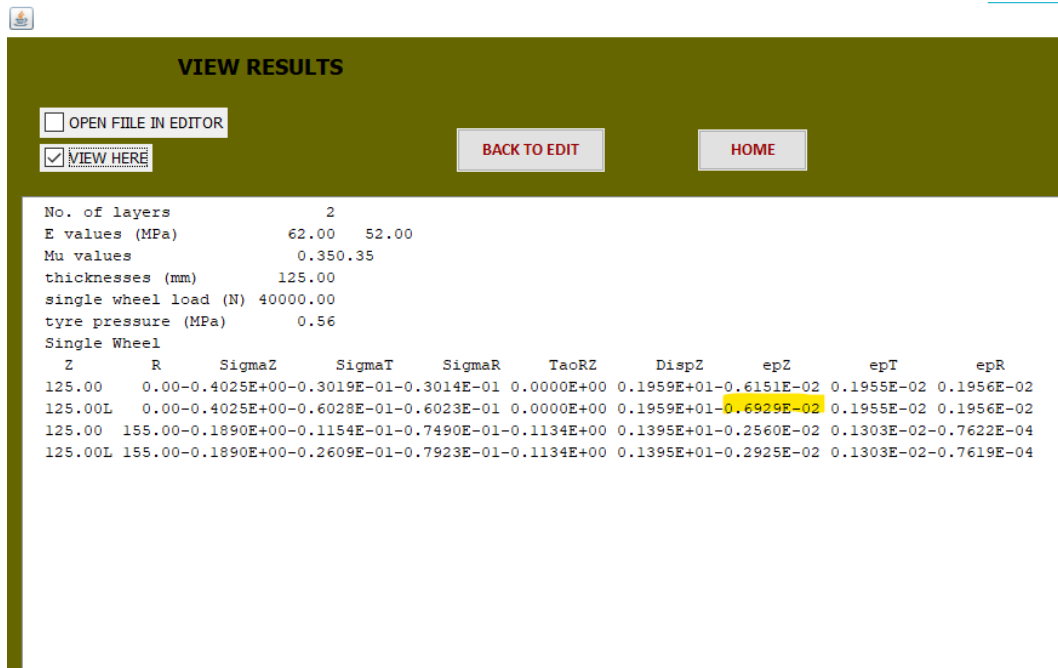 VIEW RESULTS
OPEN FIILE IN EDITOR
VIEW HERE
BACK TO EDIT
HOME
No. of layers 2
E values (MPa) 62.00 52.00
Mu values 0.350.35
thicknesses (mm) 125.00
single wheel load (N) 40000.00
tyre pressure (MPa) 0.56
Single Wheel
Z R SigmaZ SigmaT SigmaR TaoRZ DispZ epZ epT epR
125.00 0.00-0.4025E+00-0.3019E-01-0.3014E-01 0.0000E+00 0.1959E+01-0.6151E-02 0.1955E-02 0.1956E-02
125.00L 0.00-0.4025E+00-0.6028E-01-0.6023E-01 0.0000E+00 0.1959E+01-0.6929E-02 0.1955E-02 0.1956E-02
125.00 155.00-0.1890E+00-0.1154E-01-0.7490E-01-0.1134E+00 0.1395E+01-0.2560E-02 0.1303E-02-0.7622E-04
125.00L 155.00-0.1890E+00-0.2609E-01-0.7923E-01-0.1134E+00 0.1395E+01-0.2925E-02 0.1303E-02-0.7619E-04